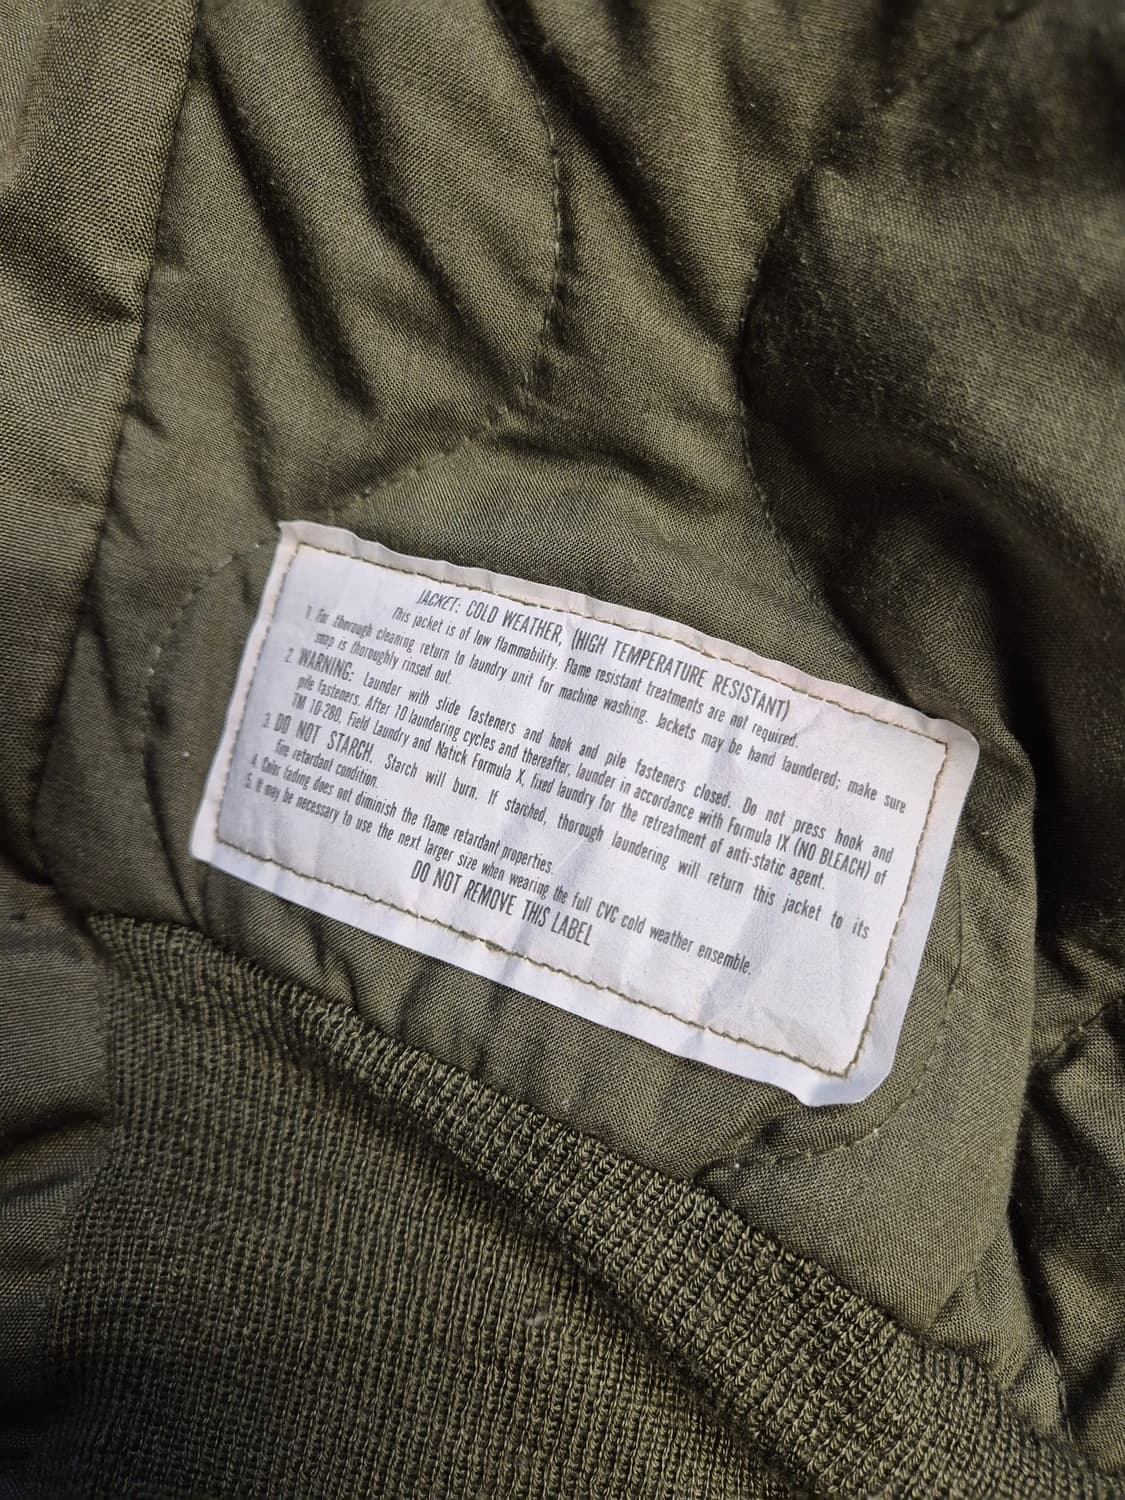 JACKET: COLD WEATHER (HIGH TEMPERATURE RESISTANT)
This jacket is of low flammability. Flame resistant treatments are not required.
1. For thorough cleaning return to laundry unit for machine washing. Jackets may be hand laundered; make sure
soap is thoroughly rinsed out.
2. WARNING: Launder with slide fasteners and hook and pile fasteners closed. Do not press hook and
pile fasteners. After 10 laundering cycles and thereafter, launder in accordance with Formula IX (NO BLEACH) of
TM 10-280, Field Laundry and Natick Formula X, fixed laundry for the retreatment of anti-static agent.
3. DO NOT STARCH. Starch will burn. If starched, thorough laundering will return this jacket to its
fire retardant condition.
4. Color fading does not diminish the flame retardant properties.
5. It may be necessary to use the next larger size when wearing the full CVC cold weather ensemble.
DO NOT REMOVE THIS LABEL